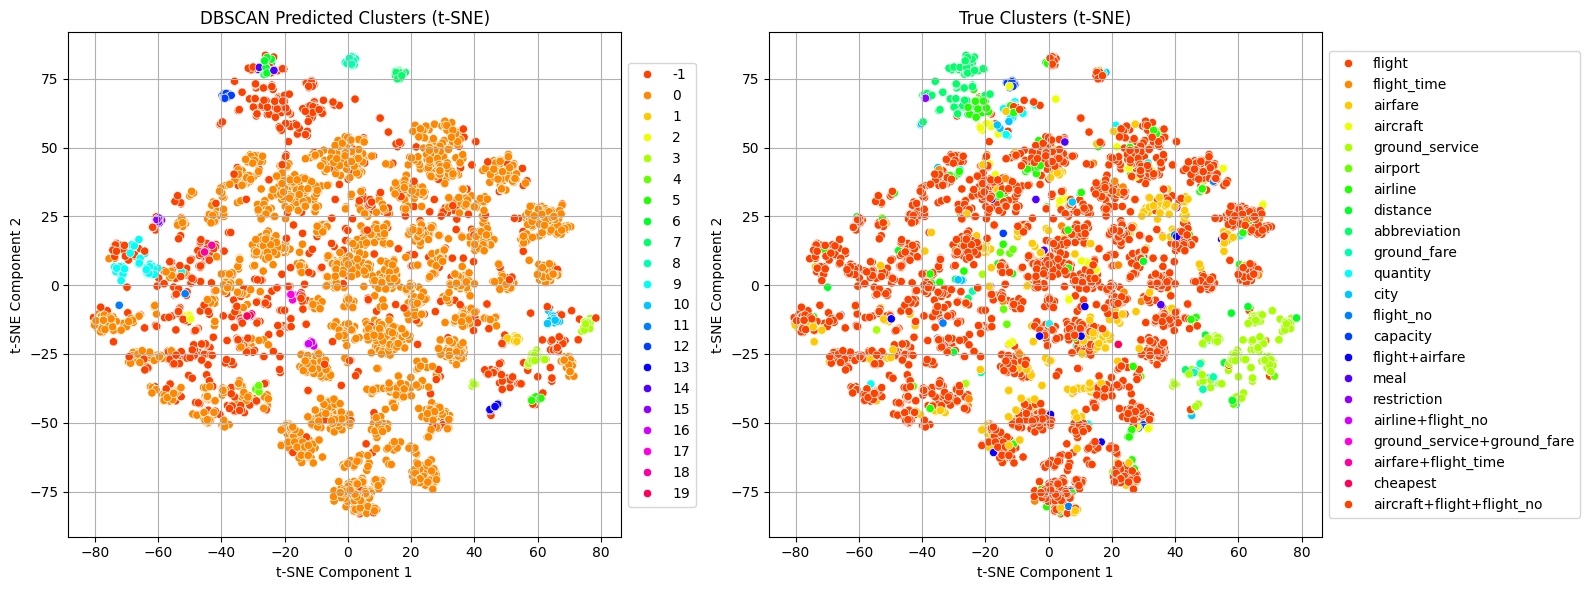 DBSCAN Predicted Clusters (t-SNE)
t-SNE Component 2
75
50
25
0
−25
−50
−75
−80
−60
−40
−20
0
20
40
60
80
t-SNE Component 1
-1
0
1
2
3
4
5
6
7
8
9
10
11
12
13
14
15
16
17
18
19
True Clusters (t-SNE)
t-SNE Component 2
75
50
25
0
−25
−50
−75
−80
−60
−40
−20
0
20
40
60
80
t-SNE Component 1
flight
flight_time
airfare
aircraft
ground_service
airport
airline
distance
abbreviation
ground_fare
quantity
city
flight_no
capacity
flight+airfare
meal
restriction
airline+flight_no
ground_service+ground_fare
airfare+flight_time
cheapest
aircraft+flight+flight_no